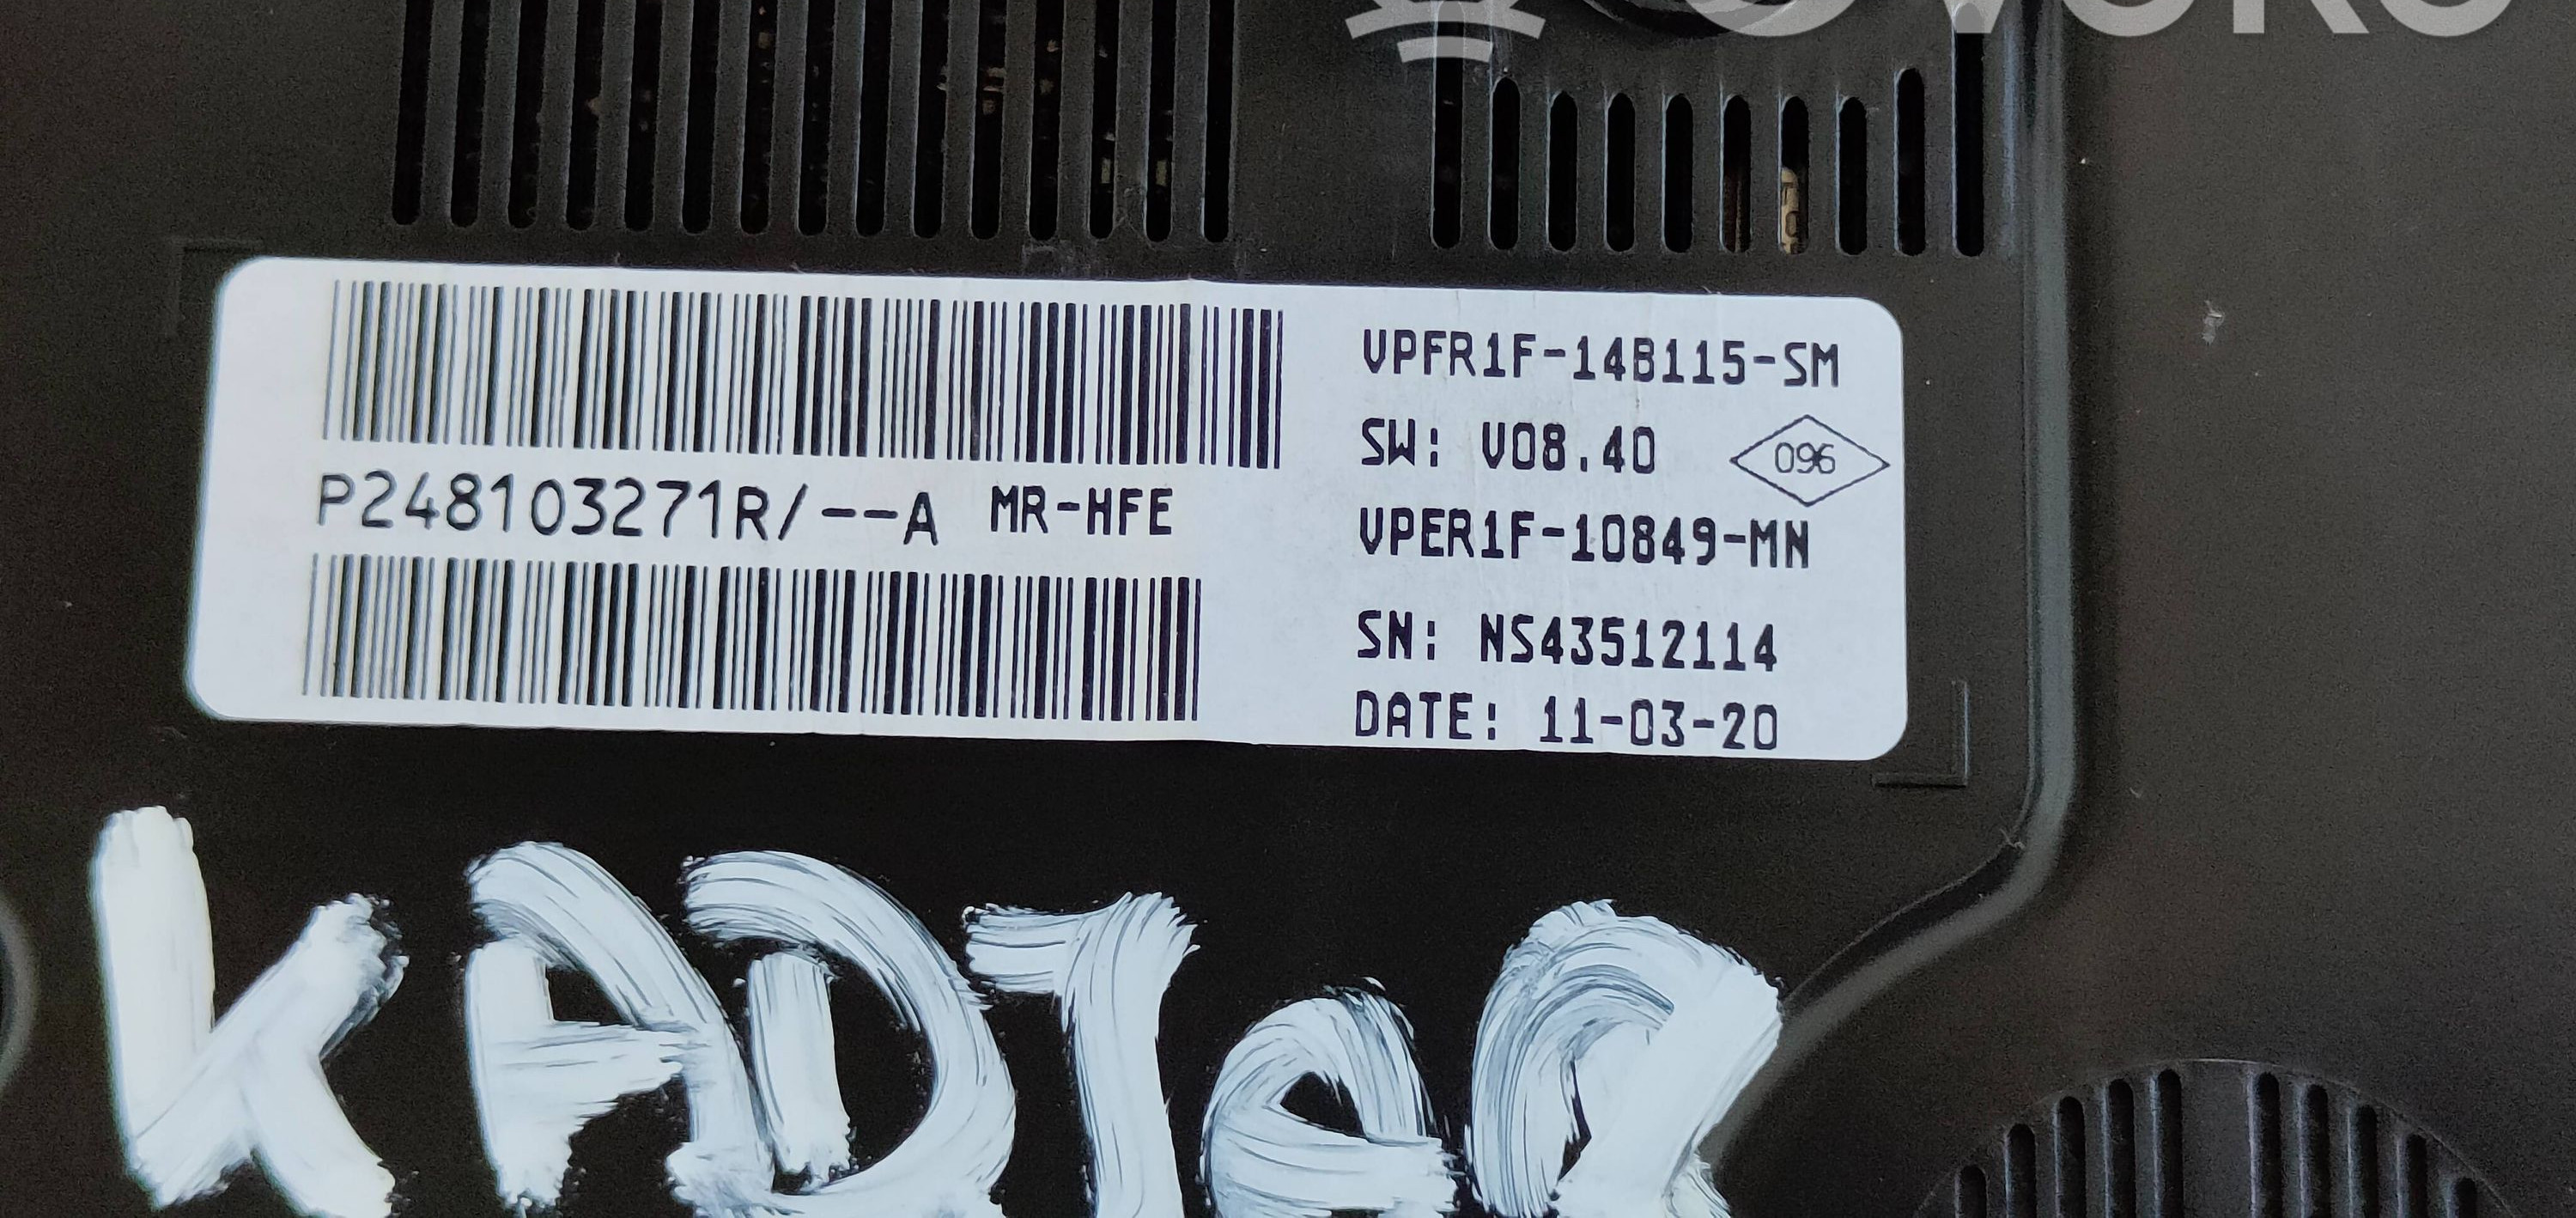 VPFR1F-14B115-SM
SW: V08.40
096
P248103271R/--A MR-HFE
VPER1F-10849-MN
SN: NS43512114
DATE: 11-03-20